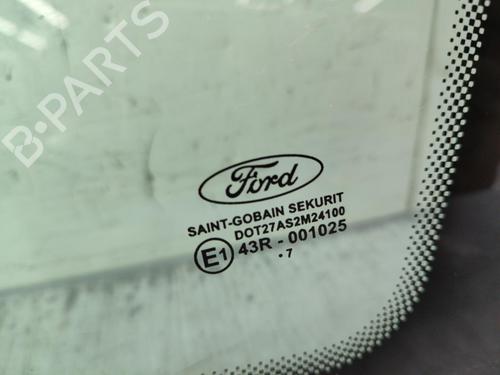 B-PARTS
Ford
SAINT-GOBAIN SEKURIT
DOT27AS2M24100
E1 43R - 001025
·7